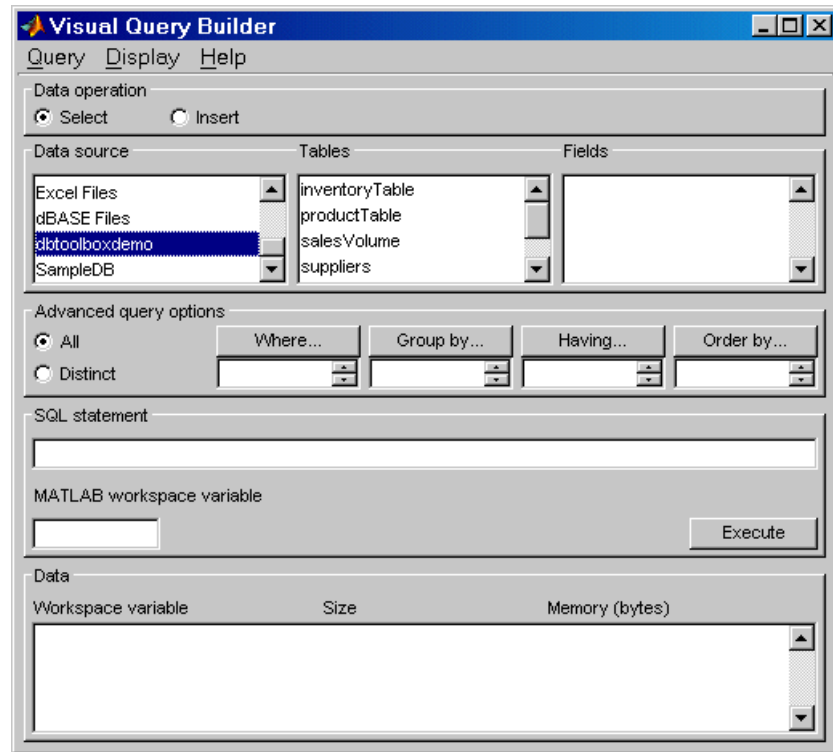 Visual Query Builder
Query Display Help
Data operation
Select Insert
Data source Tables Fields
Excel Files
dBASE Files
dbtoolboxdemo
SampleDB
inventoryTable
productTable
salesVolume
suppliers
Advanced query options
All Where... Group by... Having... Order by...
Distinct
SQL statement
MATLAB workspace variable
Execute
Data
Workspace variable Size Memory (bytes)